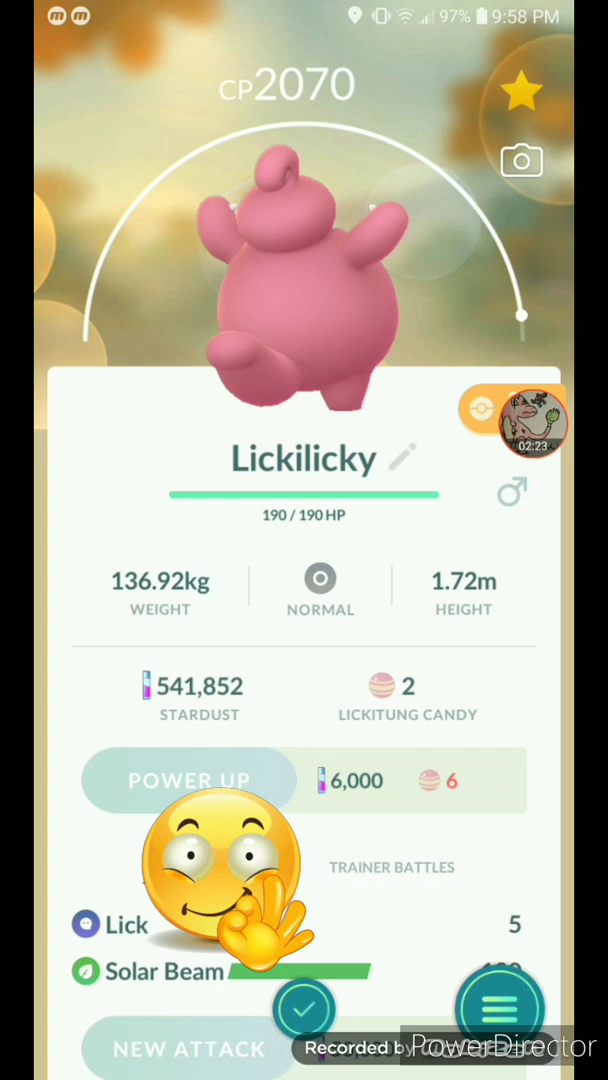 97% 9:58 PM
CP2070
02:23
Lickilicky
190 / 190 HP
136.92kg
WEIGHT
NORMAL
1.72m
HEIGHT
541,852
STARDUST
2
LICKITUNG CANDY
POWER UP
6,000
6
TRAINER BATTLES
Lick
5
Solar Beam
NEW ATTACK
Recorded by
PowerDirector